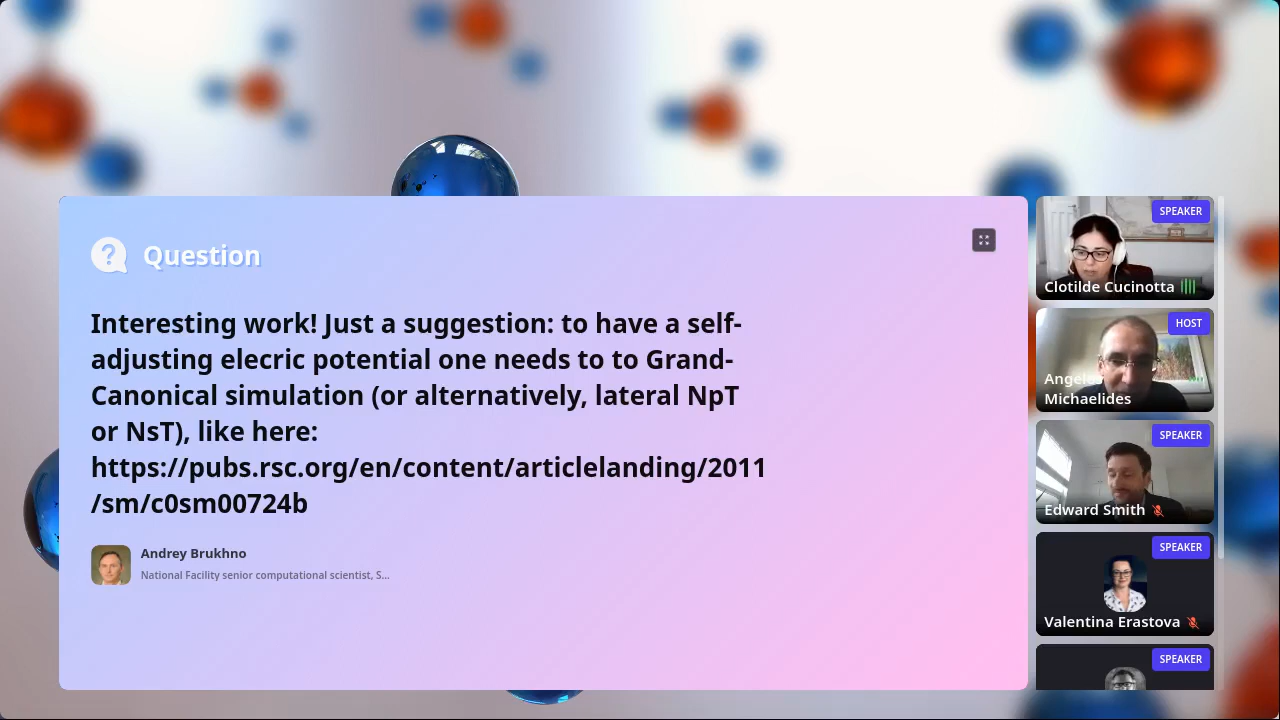 Question
Interesting work! Just a suggestion: to have a self-
adjusting elecric potential one needs to to Grand-
Canonical simulation (or alternatively, lateral NpT
or NsT), like here:
https://pubs.rsc.org/en/content/articlelanding/2011
/sm/c0sm00724b
Andrey Brukhno
National Facility senior computational scientist, S...
SPEAKER
Clotilde Cucinotta
HOST
Michaelides
SPEAKER
Edward Smith
SPEAKER
Valentina Erastova
SPEAKER